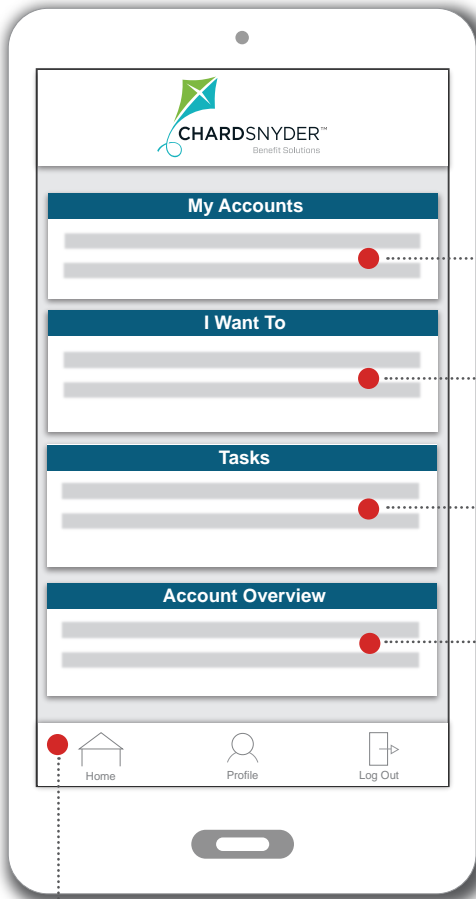 CHARDSNYDER™
Benefit Solutions
My Accounts
I Want To
Tasks
Account Overview
Home
Profile
Log Out